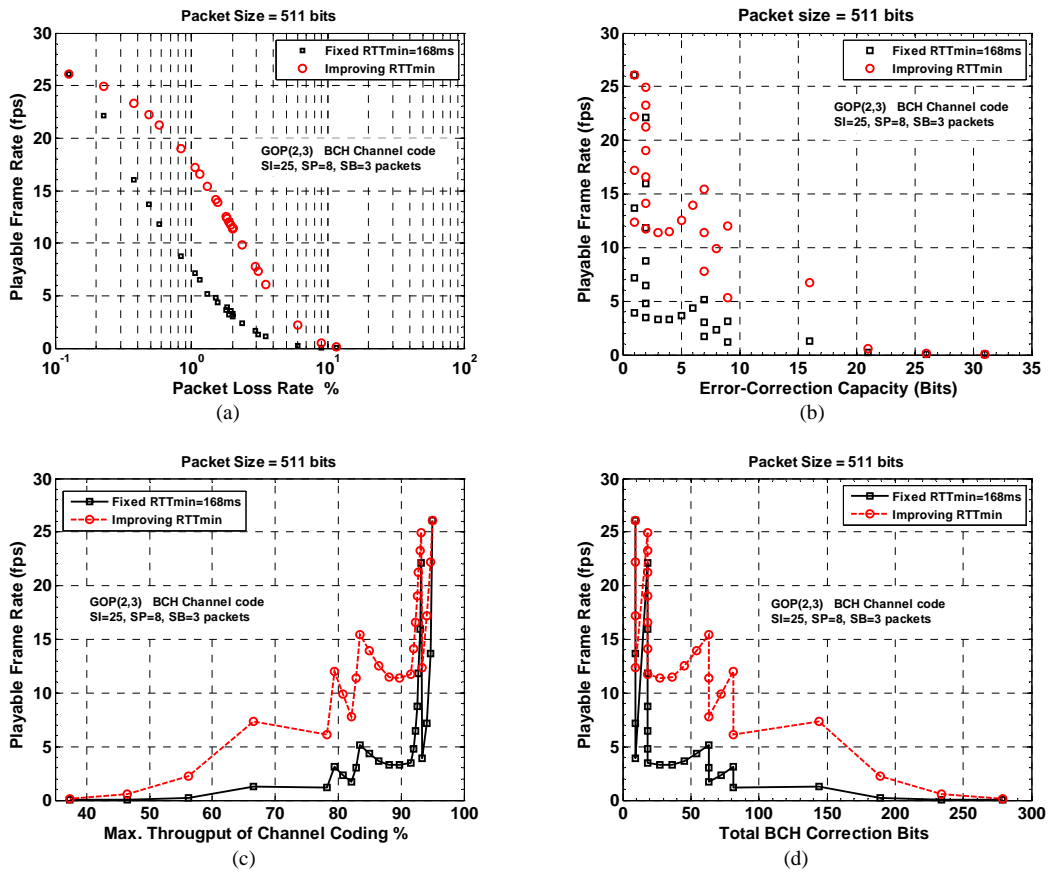 Packet Size = 511 bits
Playable Frame Rate (fps)
30
25
20
15
10
5
0
Fixed RTTmin=168ms
Improving RTTmin
GOP(2,3) BCH Channel code
SI=25, SP=8, SB=3 packets
10-1 100 101 102
Packet Loss Rate %
(a)
Packet size = 511 bits
Playable Frame Rate (fps)
30
25
20
15
10
5
0
Fixed RTTmin=168ms
Improving RTTmin
GOP(2,3) BCH Channel code
SI=25, SP=8, SB=3 packets
0 5 10 15 20 25 30 35
Error-Correction Capacity (Bits)
(b)
Packet Size = 511 bits
Playable Frame Rate (fps)
30
25
20
15
10
5
0
Fixed RTTmin=168ms
Improving RTTmin
GOP(2,3) BCH Channel code
SI=25, SP=8, SB=3 packets
40 50 60 70 80 90 100
Max. Througput of Channel Coding %
(c)
Packet Size = 511 bits
Playable Frame Rate (fps)
30
25
20
15
10
5
0
Fixed RTTmin=168ms
Improving RTTmin
GOP(2,3) BCH Channel code
SI=25, SP=8, SB=3 packets
0 50 100 150 200 250 300
Total BCH Correction Bits
(d)